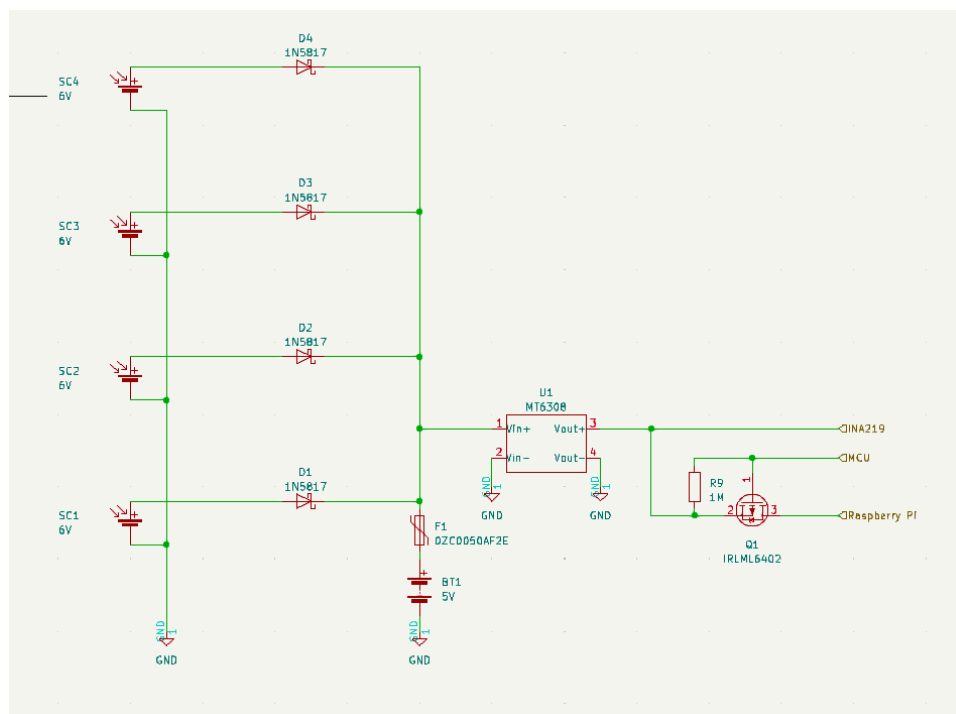 D4
1N5817
SC4
6V
D3
1N5817
SC3
6V
D2
1N5817
SC2
6V
U1
MT6308
1 Vin+ Vout+ 3
2 Vin- Vout- 4
GND 1
GND 1
GND
GND
INA219
MCU
R9
1M
1
2 3
Raspberry Pi
Q1
IRLML6402
D1
1N5817
SC1
6V
F1
0ZC0050AF2E
BT1
5V
GND 1
GND 1
GND
GND